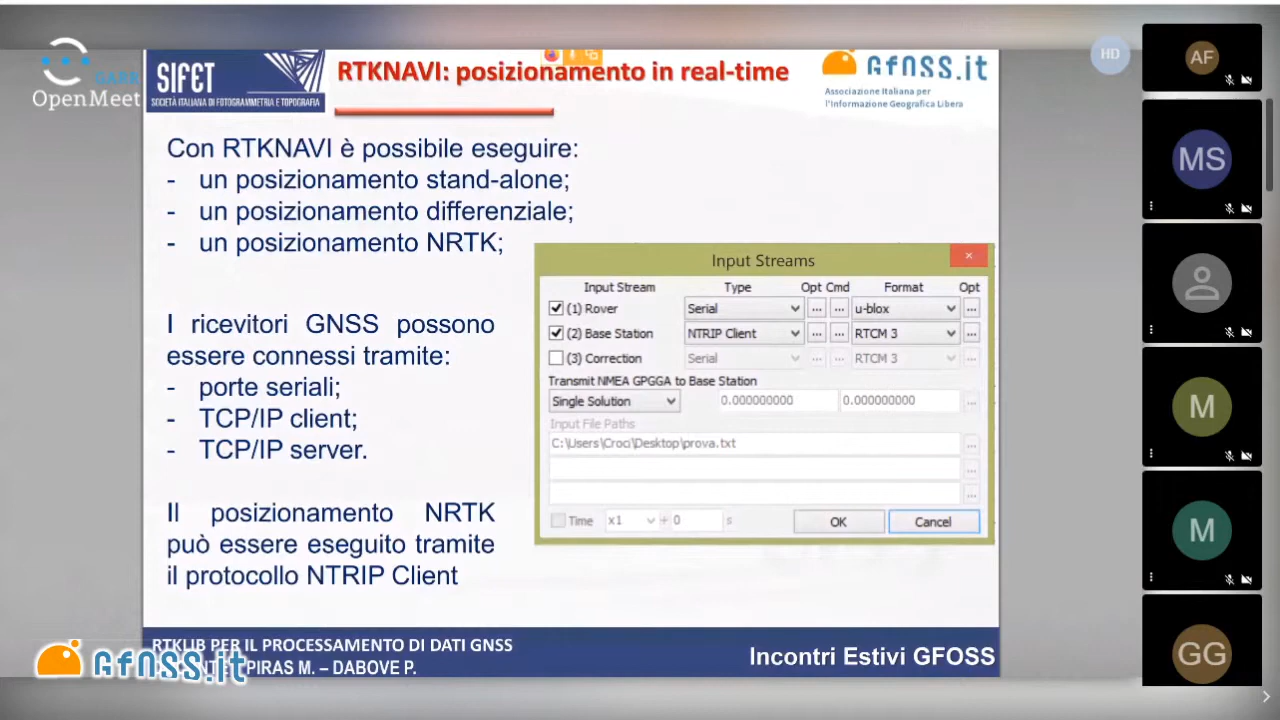 GARR
OpenMeet
SIFET
SOCIETÀ ITALIANA DI FOTOGRAMMETRIA E TOPOGRAFIA
RTKNAVI: posizionamento in real-time
GFOSS.it
Associazione Italiana per
l'Informazione Geografica Libera
HD
Con RTKNAVI è possibile eseguire:
- un posizionamento stand-alone;
- un posizionamento differenziale;
- un posizionamento NRTK;
I ricevitori GNSS possono
essere connessi tramite:
- porte seriali;
- TCP/IP client;
- TCP/IP server.
Il posizionamento NRTK
può essere eseguito tramite
il protocollo NTRIP Client
Input Streams
Input Stream Type Opt Cmd Format Opt
(1) Rover Serial ... ... u-blox ...
(2) Base Station NTRIP Client ... ... RTCM 3 ...
(3) Correction Serial ... ... RTCM 3 ...
Transmit NMEA GPGGA to Base Station
Single Solution 0.000000000 0.000000000 ...
Input File Paths
C:\Users\Croci\Desktop\prova.txt ...
...
...
Time x1 + 0 s OK Cancel
RTKLIB PER IL PROCESSAMENTO DI DATI GNSS
PIRAS M. – DABOVE P.
GFOSS.it
Incontri Estivi GFOSS
AF
MS
M
M
GG